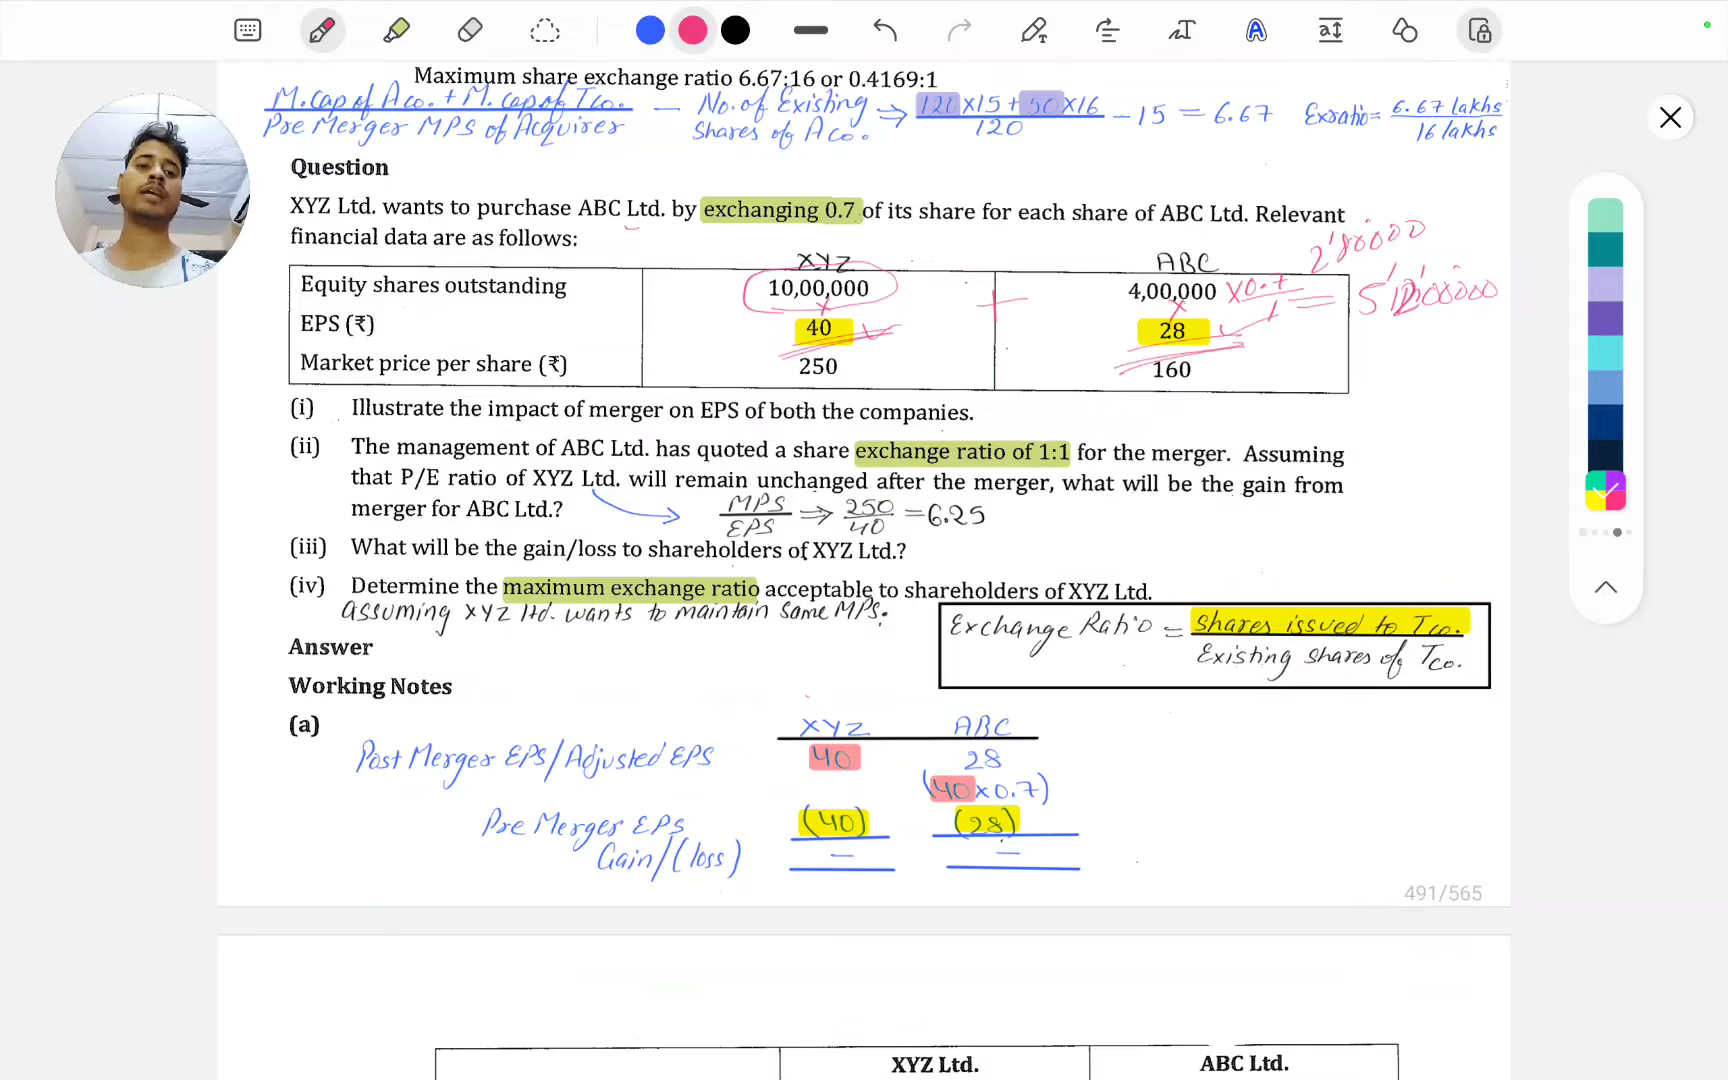 Maximum share exchange ratio 6.67:16 or 0.4169:1
M.Cap of A co. + M. cap of T co. / Pre Merger MPS of Acquirer — No. of Existing Shares of A co. ⇒ 120 x 15 + 50 x 16 / 120 - 15 = 6.67 Ex ratio = 6.67 lakhs / 16 lakhs
Question
XYZ Ltd. wants to purchase ABC Ltd. by exchanging 0.7 of its share for each share of ABC Ltd. Relevant
financial data are as follows:
2'80000
XYZ ABC
Equity shares outstanding 10,00,000 4,00,000 x 0.7 / 1 =
EPS (₹) 40 28
Market price per share (₹) 250 160
(i) Illustrate the impact of merger on EPS of both the companies.
(ii) The management of ABC Ltd. has quoted a share exchange ratio of 1:1 for the merger. Assuming
that P/E ratio of XYZ Ltd. will remain unchanged after the merger, what will be the gain from
merger for ABC Ltd.? MPS / EPS ⇒ 250 / 40 = 6.25
(iii) What will be the gain/loss to shareholders of XYZ Ltd.?
(iv) Determine the maximum exchange ratio acceptable to shareholders of XYZ Ltd.
Assuming XYZ ltd. wants to maintain same MPS.
Exchange Ratio = Shares issued to T co. / Existing shares of T co.
Answer
Working Notes
(a) XYZ ABC
Post Merger EPS/Adjusted EPS 40 28
(40 x 0.7)
Pre Merger EPS (40) (28)
Gain/(loss) — —
491/565
XYZ Ltd. ABC Ltd.